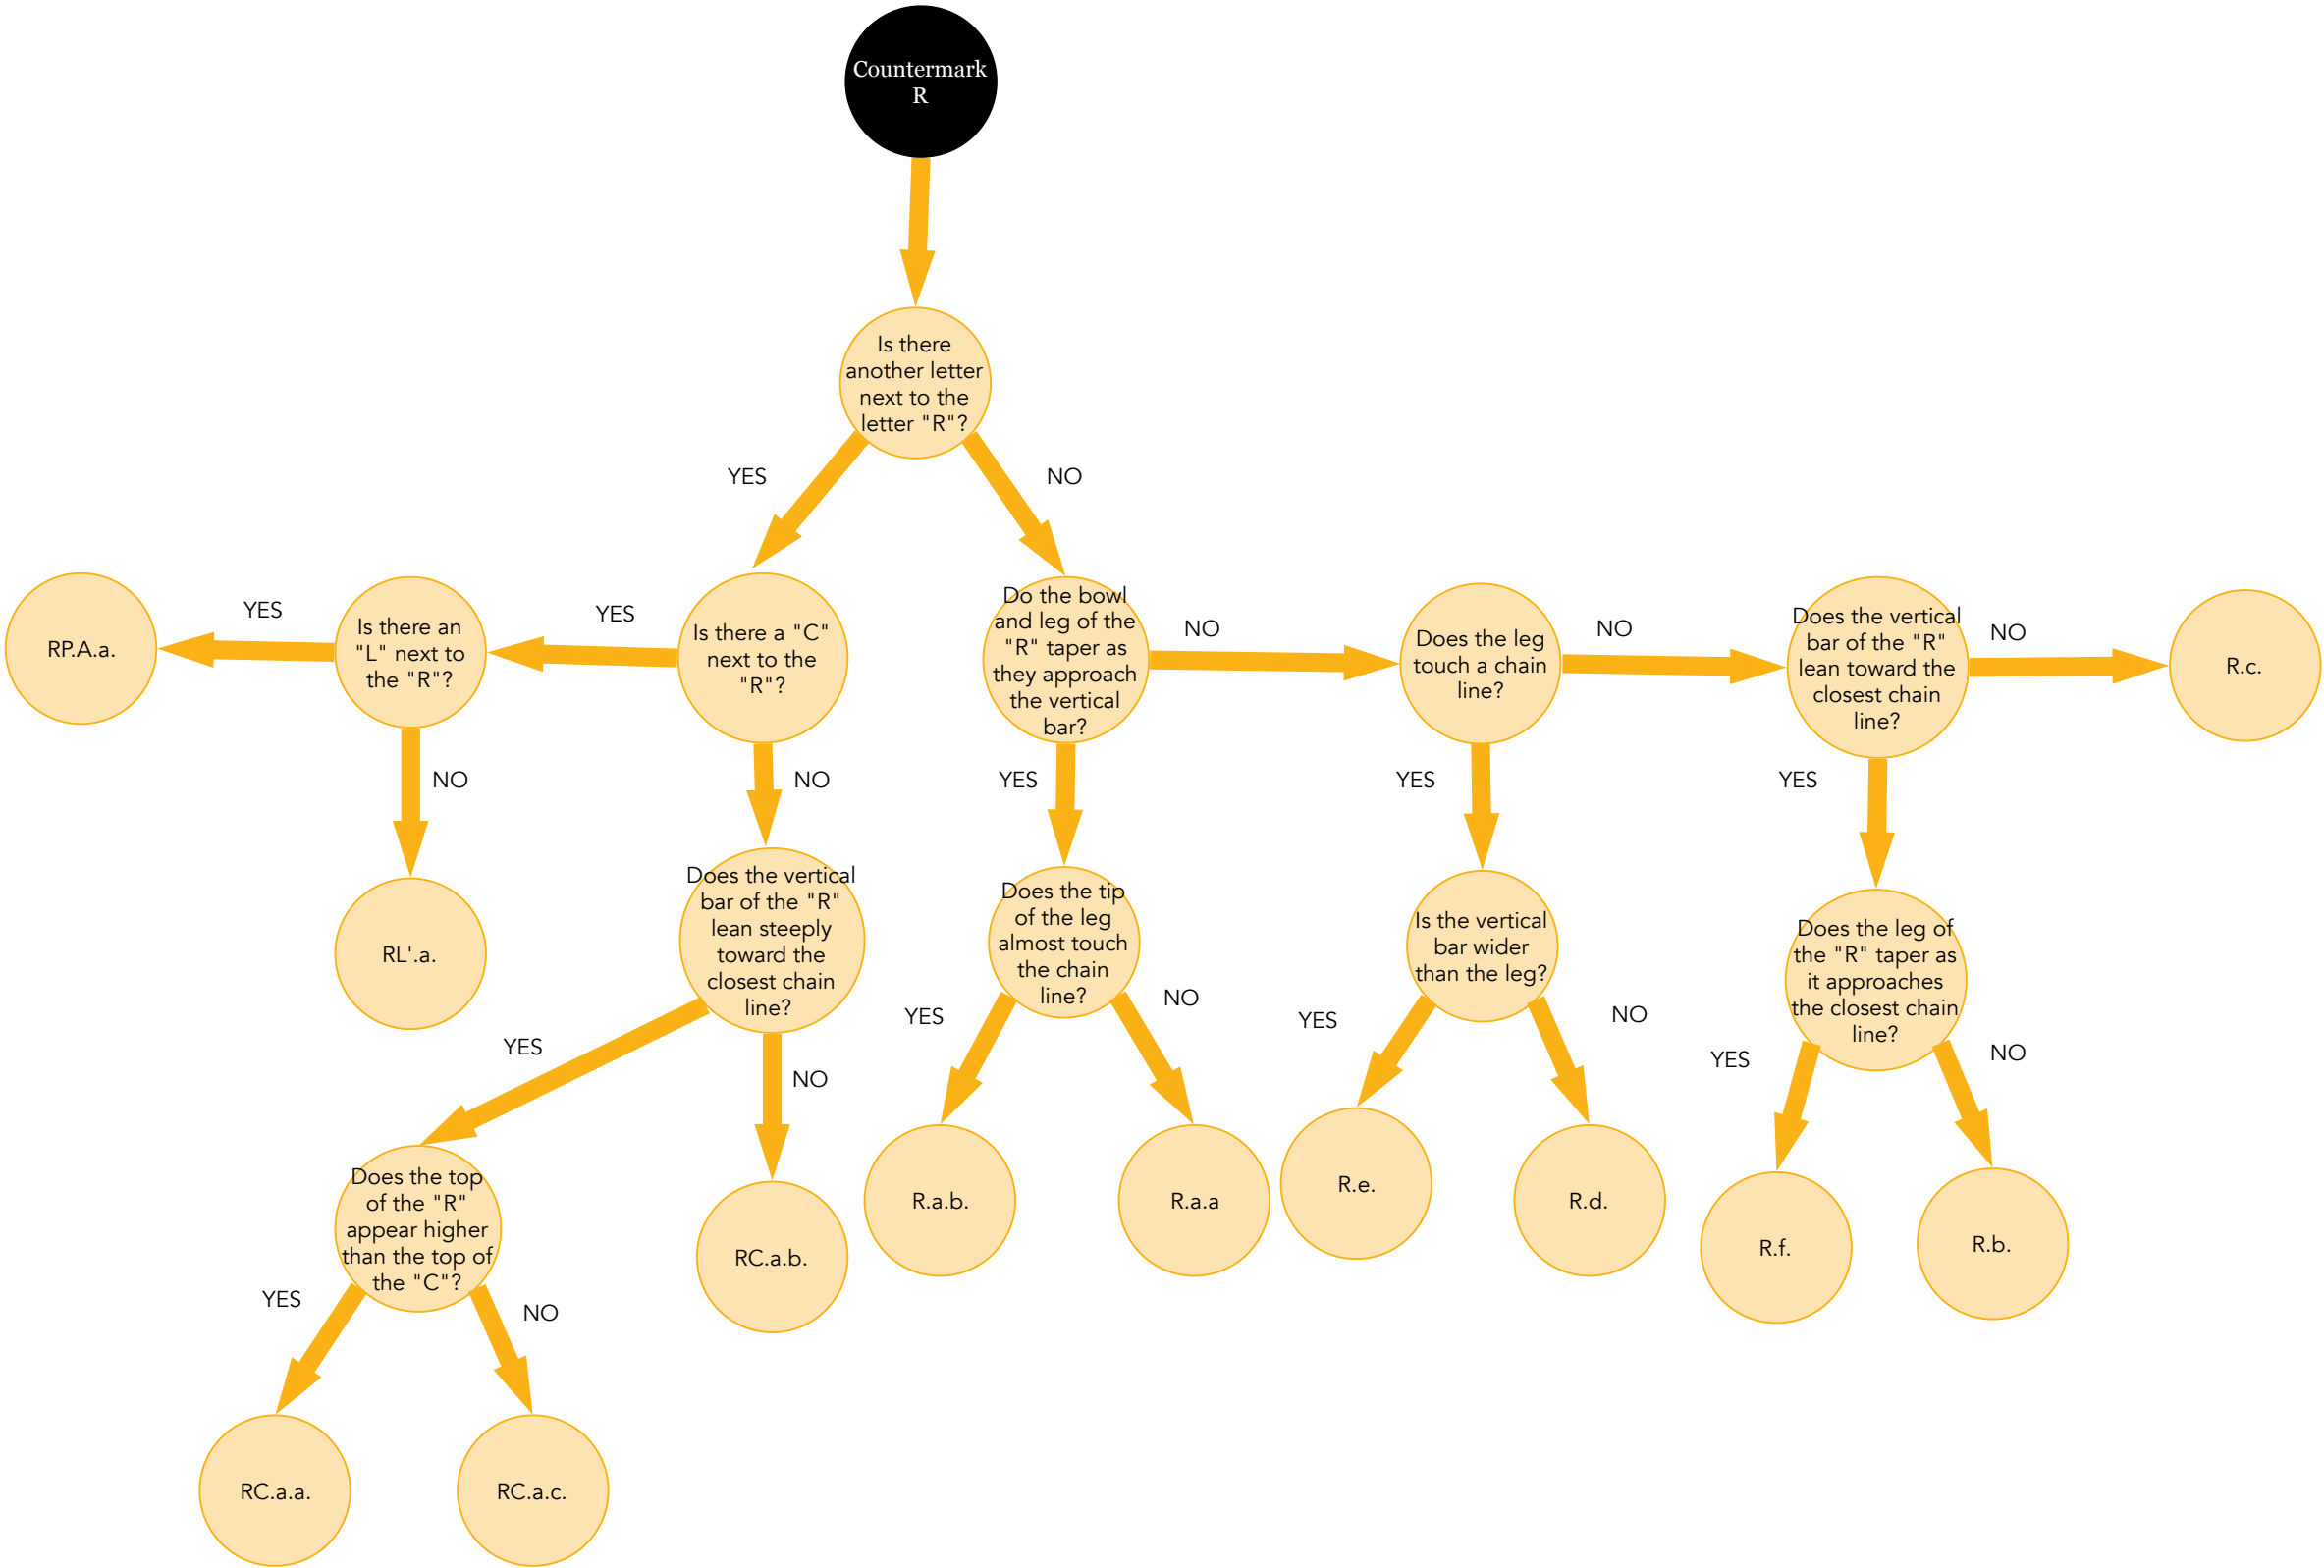 Countermark
R
Is there
another letter
next to the
letter "R"?
YES
NO
RP.A.a.
YES
Is there an
"L" next to
the "R"?
YES
Is there a "C"
next to the
"R"?
Do the bowl
and leg of the
"R" taper as
they approach
the vertical
bar?
NO
Does the leg
touch a chain
line?
NO
Does the vertical
bar of the "R"
lean toward the
closest chain
line?
NO
R.c.
NO
NO
YES
YES
YES
RL'.a.
Does the vertical
bar of the "R"
lean steeply
toward the
closest chain
line?
Does the tip
of the leg
almost touch
the chain
line?
Is the vertical
bar wider
than the leg?
Does the leg of
the "R" taper as
it approaches
the closest chain
line?
YES
NO
YES
NO
YES
NO
YES
NO
Does the top
of the "R"
appear higher
than the top of
the "C"?
RC.a.b.
R.a.b.
R.a.a
R.e.
R.d.
R.f.
R.b.
YES
NO
RC.a.a.
RC.a.c.